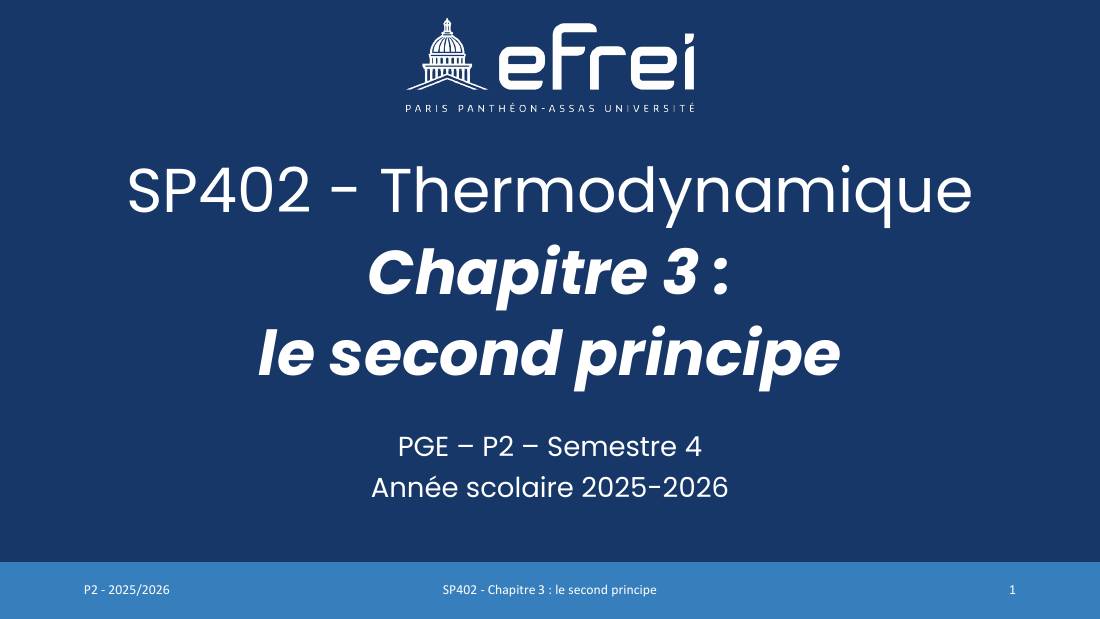 efrei
PARIS PANTHÉON-ASSAS UNIVERSITÉ
SP402 - Thermodynamique
Chapitre 3 :
le second principe
PGE – P2 – Semestre 4
Année scolaire 2025-2026
P2 - 2025/2026
SP402 - Chapitre 3 : le second principe
1